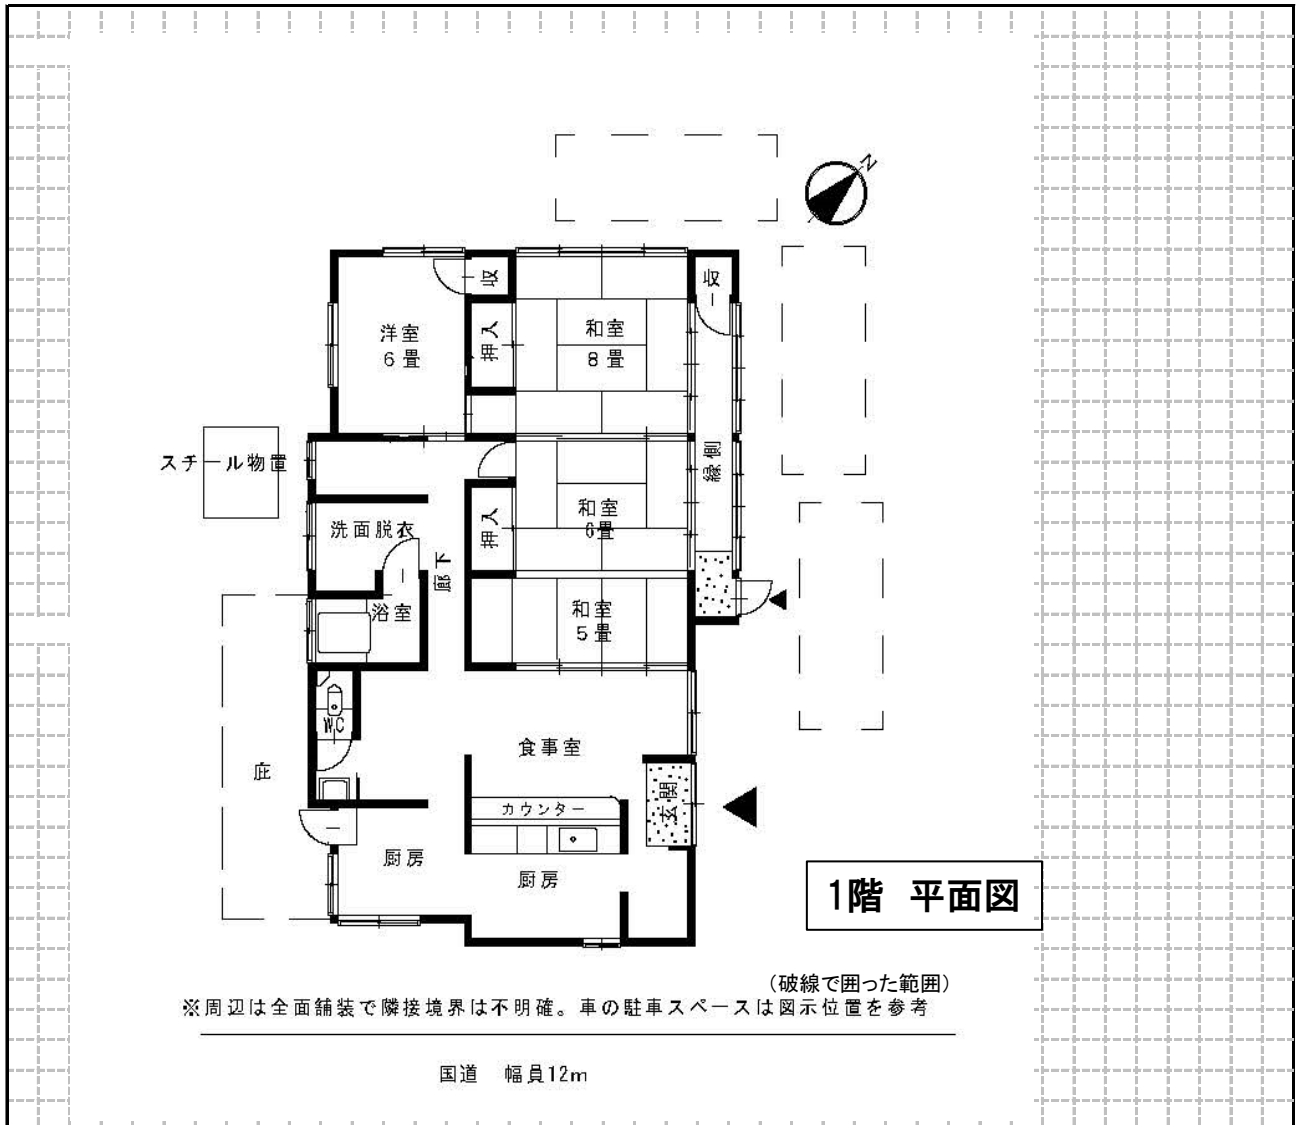 N
収
収
洋室
6畳
押入
和室
8畳
縁側
スチール物置
押入
和室
6畳
洗面脱衣
廊下
浴室
和室
5畳
WC
食事室
庇
カウンター
玄関
厨房
厨房
1階 平面図
(破線で囲った範囲)
※周辺は全面舗装で隣接境界は不明確。車の駐車スペースは図示位置を参考
国道 幅員12m